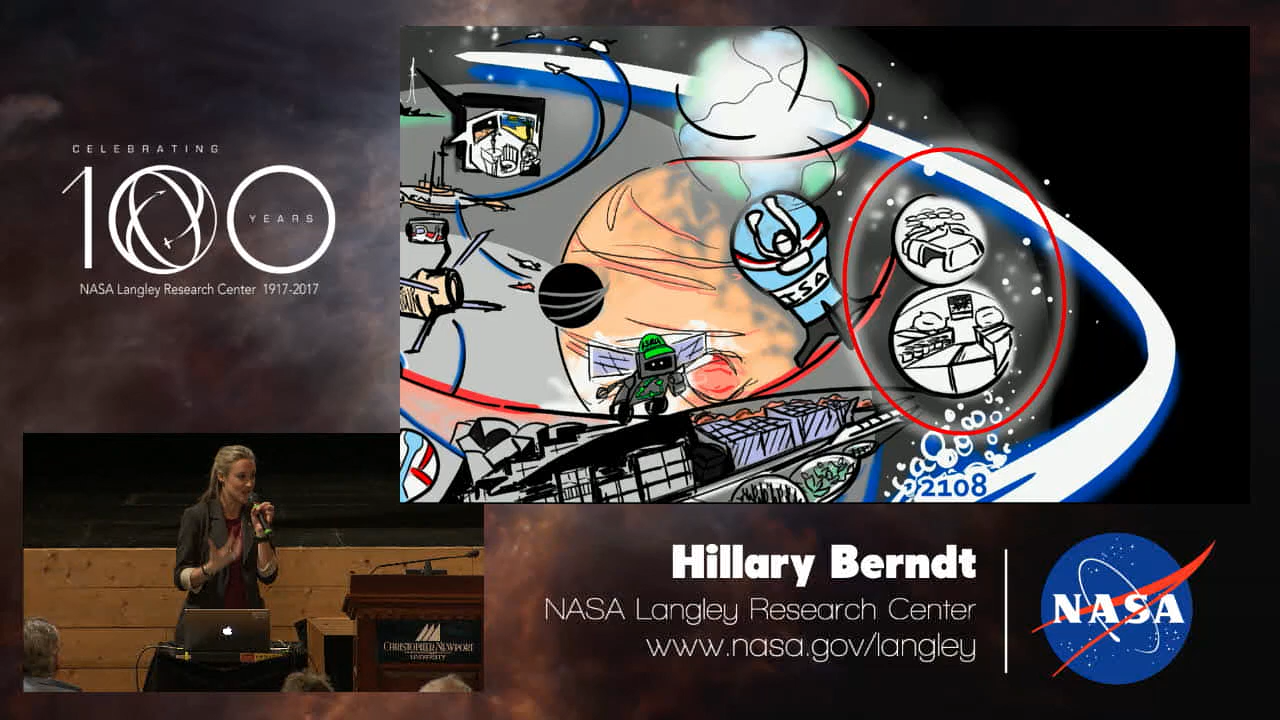 CELEBRATING
100
YEARS
NASA Langley Research Center 1917-2017
ISA
2108
CHRISTOPHER NEWPORT
UNIVERSITY
Hillary Berndt
NASA Langley Research Center
www.nasa.gov/langley
NASA